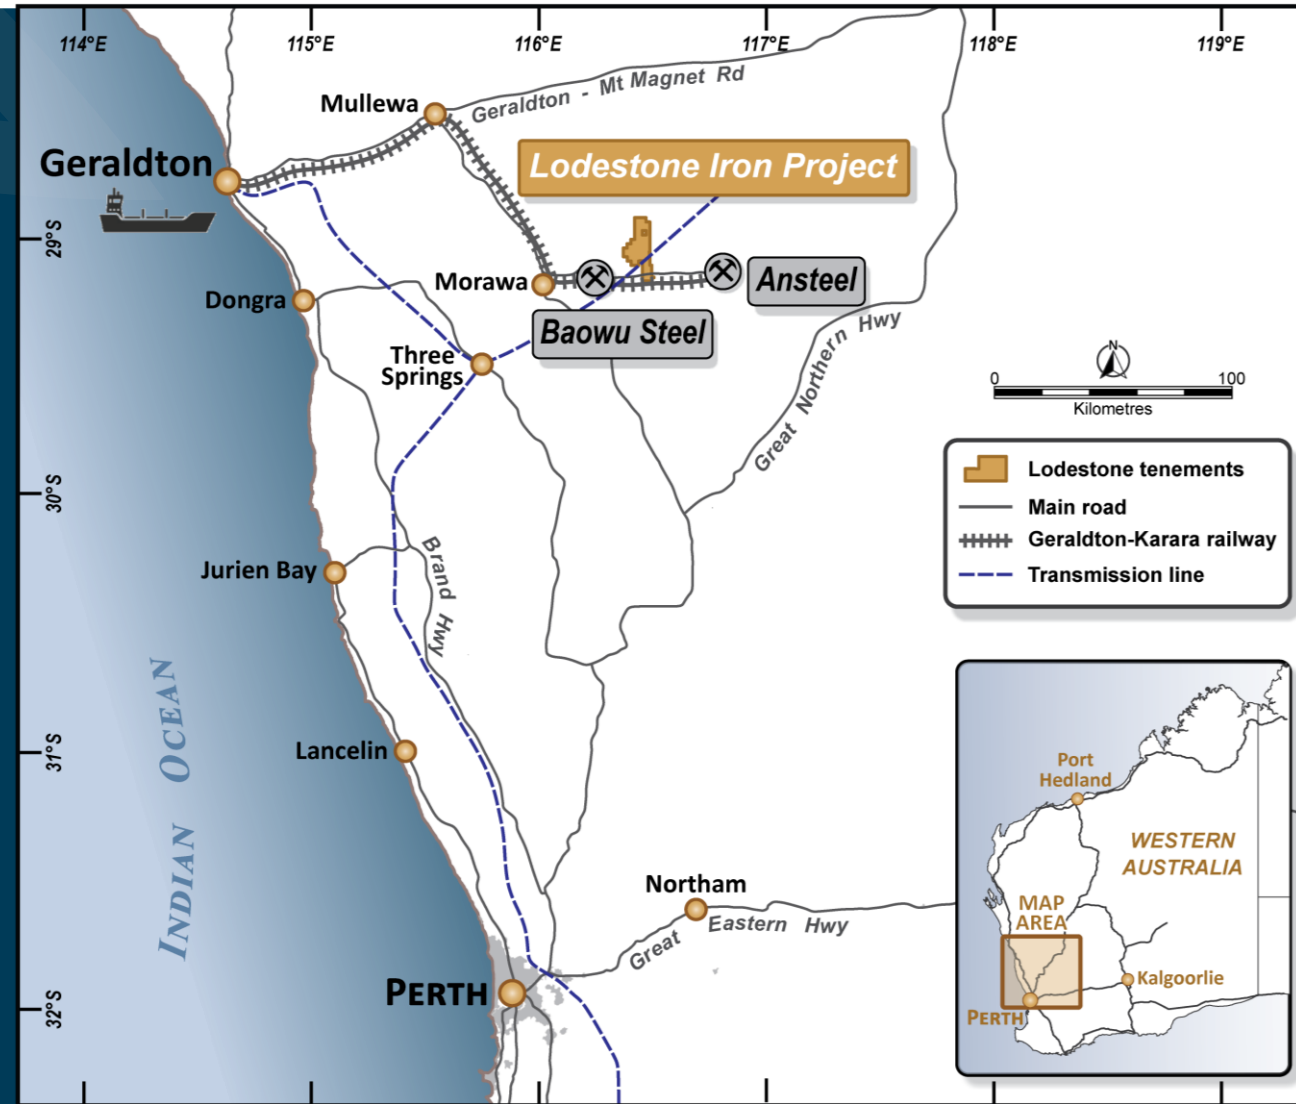 114°E
115°E
116°E
117°E
118°E
119°E
Geraldton - Mt Magnet Rd
Mullewa
Geraldton
Lodestone Iron Project
29°S
Morawa
Ansteel
Dongra
Baowu Steel
Great Northern Hwy
Three
Springs
N
0 100
Kilometres
Lodestone tenements
Main road
Geraldton-Karara railway
Transmission line
30°S
Brand Hwy
Jurien Bay
INDIAN OCEAN
31°S
Lancelin
Northam
Great Eastern Hwy
PERTH
32°S
Port
Hedland
WESTERN
AUSTRALIA
MAP
AREA
Kalgoorlie
PERTH